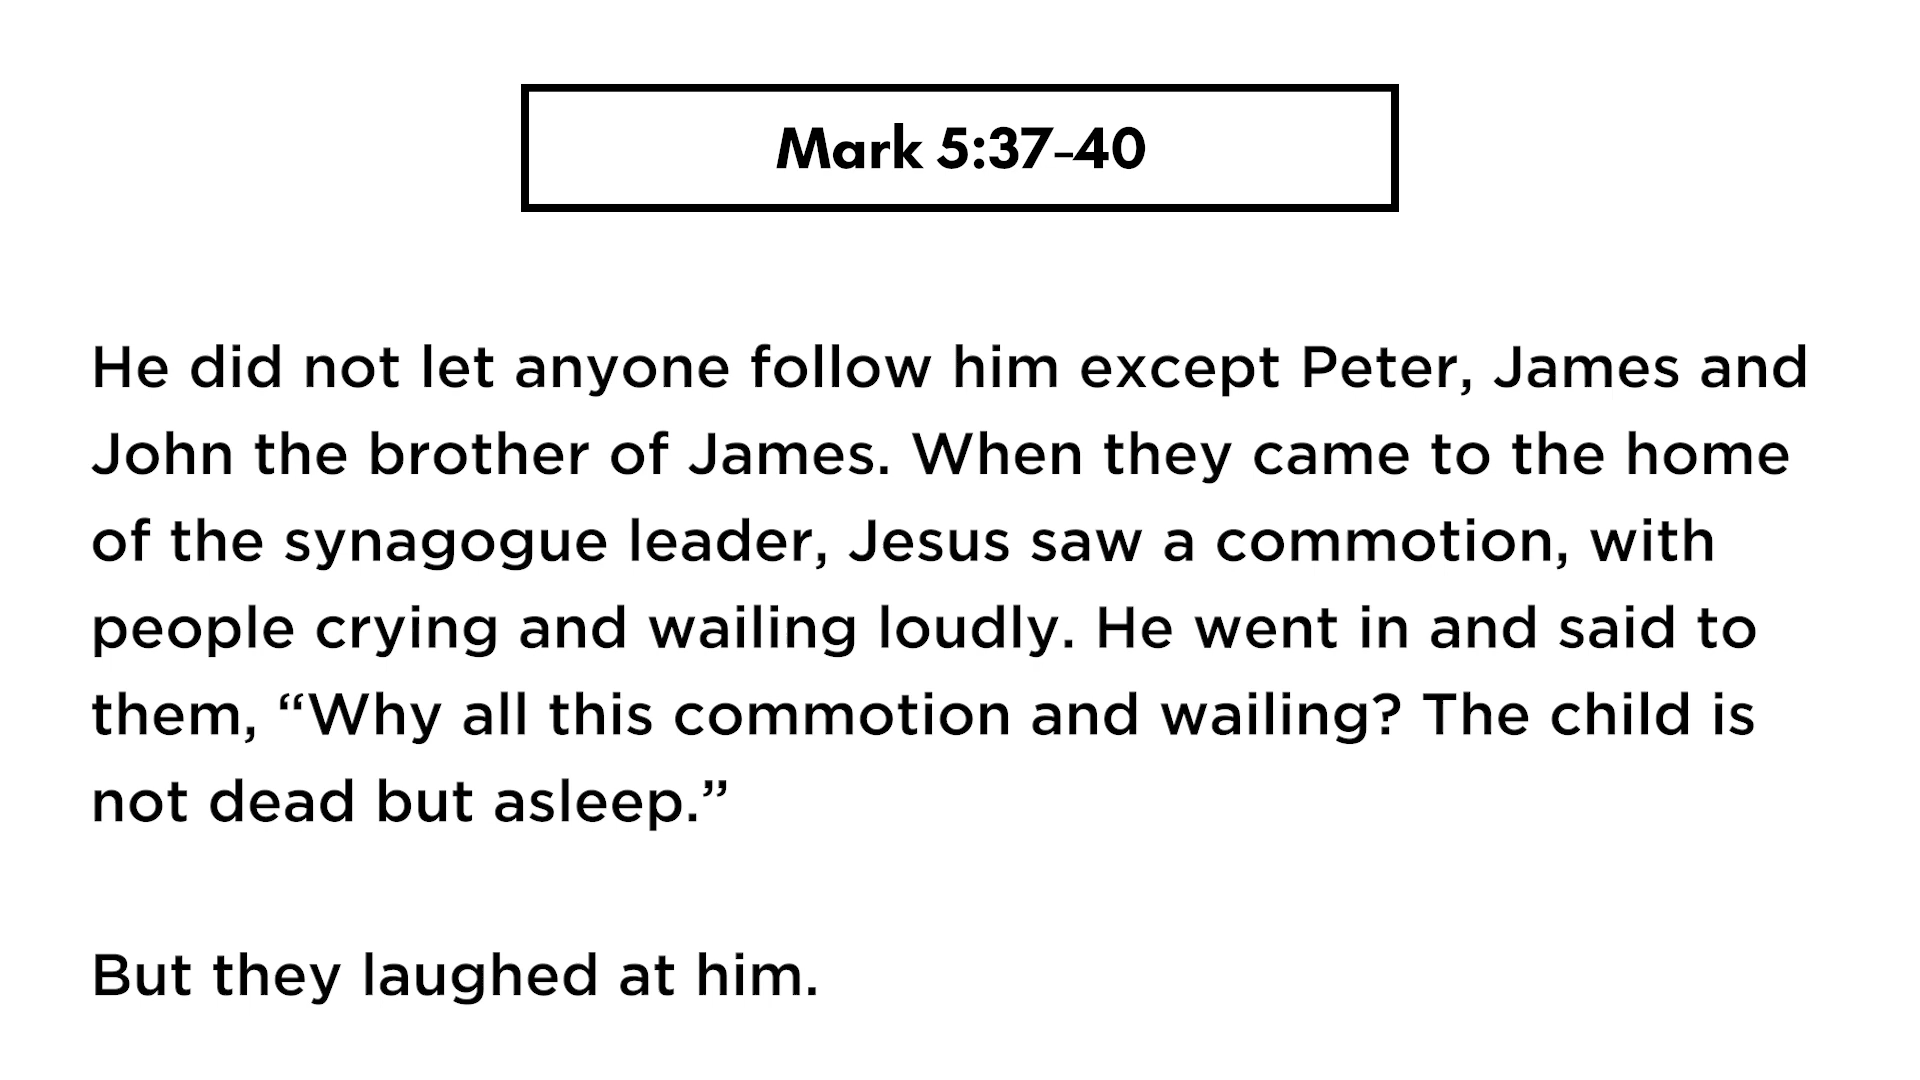 Mark 5:37-40
He did not let anyone follow him except Peter, James and
John the brother of James. When they came to the home
of the synagogue leader, Jesus saw a commotion, with
people crying and wailing loudly. He went in and said to
them, “Why all this commotion and wailing? The child is
not dead but asleep.”
But they laughed at him.